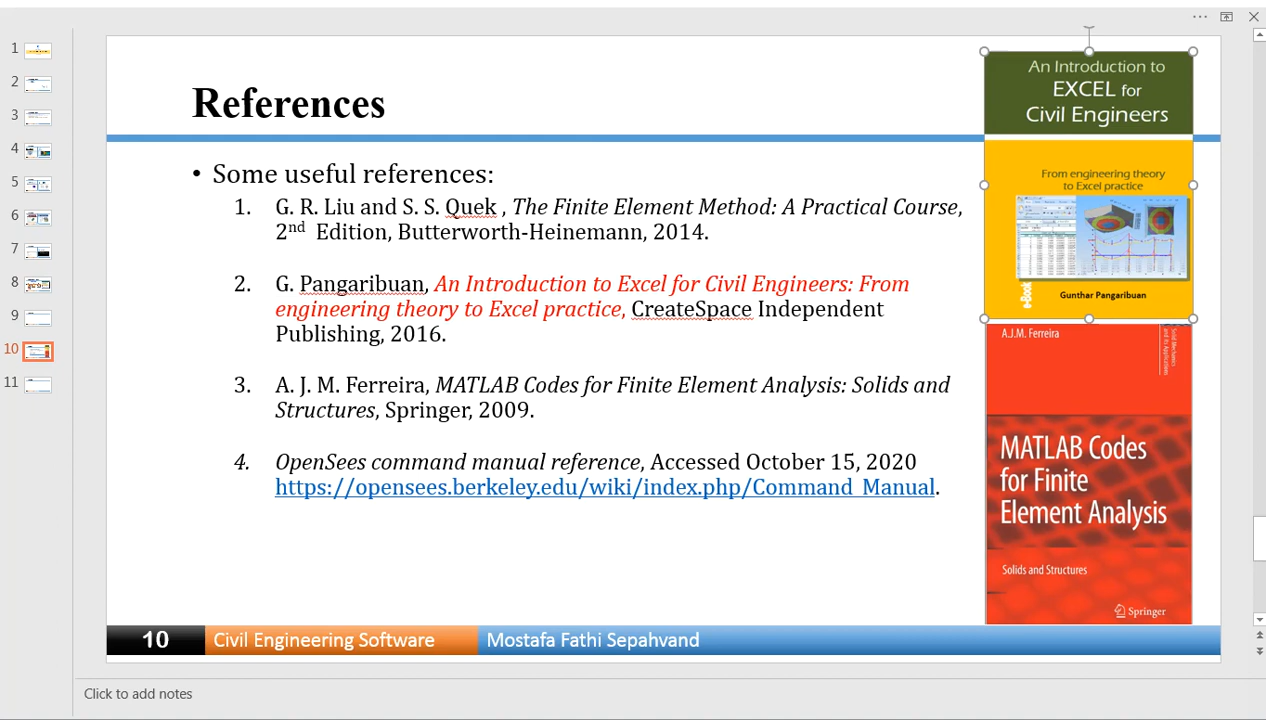 1
2
3
4
5
6
7
8
9
10
11
References
• Some useful references:
1. G. R. Liu and S. S. Quek , The Finite Element Method: A Practical Course,
2nd Edition, Butterworth-Heinemann, 2014.
2. G. Pangaribuan, An Introduction to Excel for Civil Engineers: From
engineering theory to Excel practice, CreateSpace Independent
Publishing, 2016.
3. A. J. M. Ferreira, MATLAB Codes for Finite Element Analysis: Solids and
Structures, Springer, 2009.
4. OpenSees command manual reference, Accessed October 15, 2020
https://opensees.berkeley.edu/wiki/index.php/Command_Manual.
An Introduction to
EXCEL for
Civil Engineers
From engineering theory
to Excel practice
e-Book
Gunthar Pangaribuan
A.J.M. Ferreira
Solid Mechanics
and Its Applications
MATLAB Codes
for Finite
Element Analysis
Solids and Structures
Springer
10 Civil Engineering Software Mostafa Fathi Sepahvand
Click to add notes